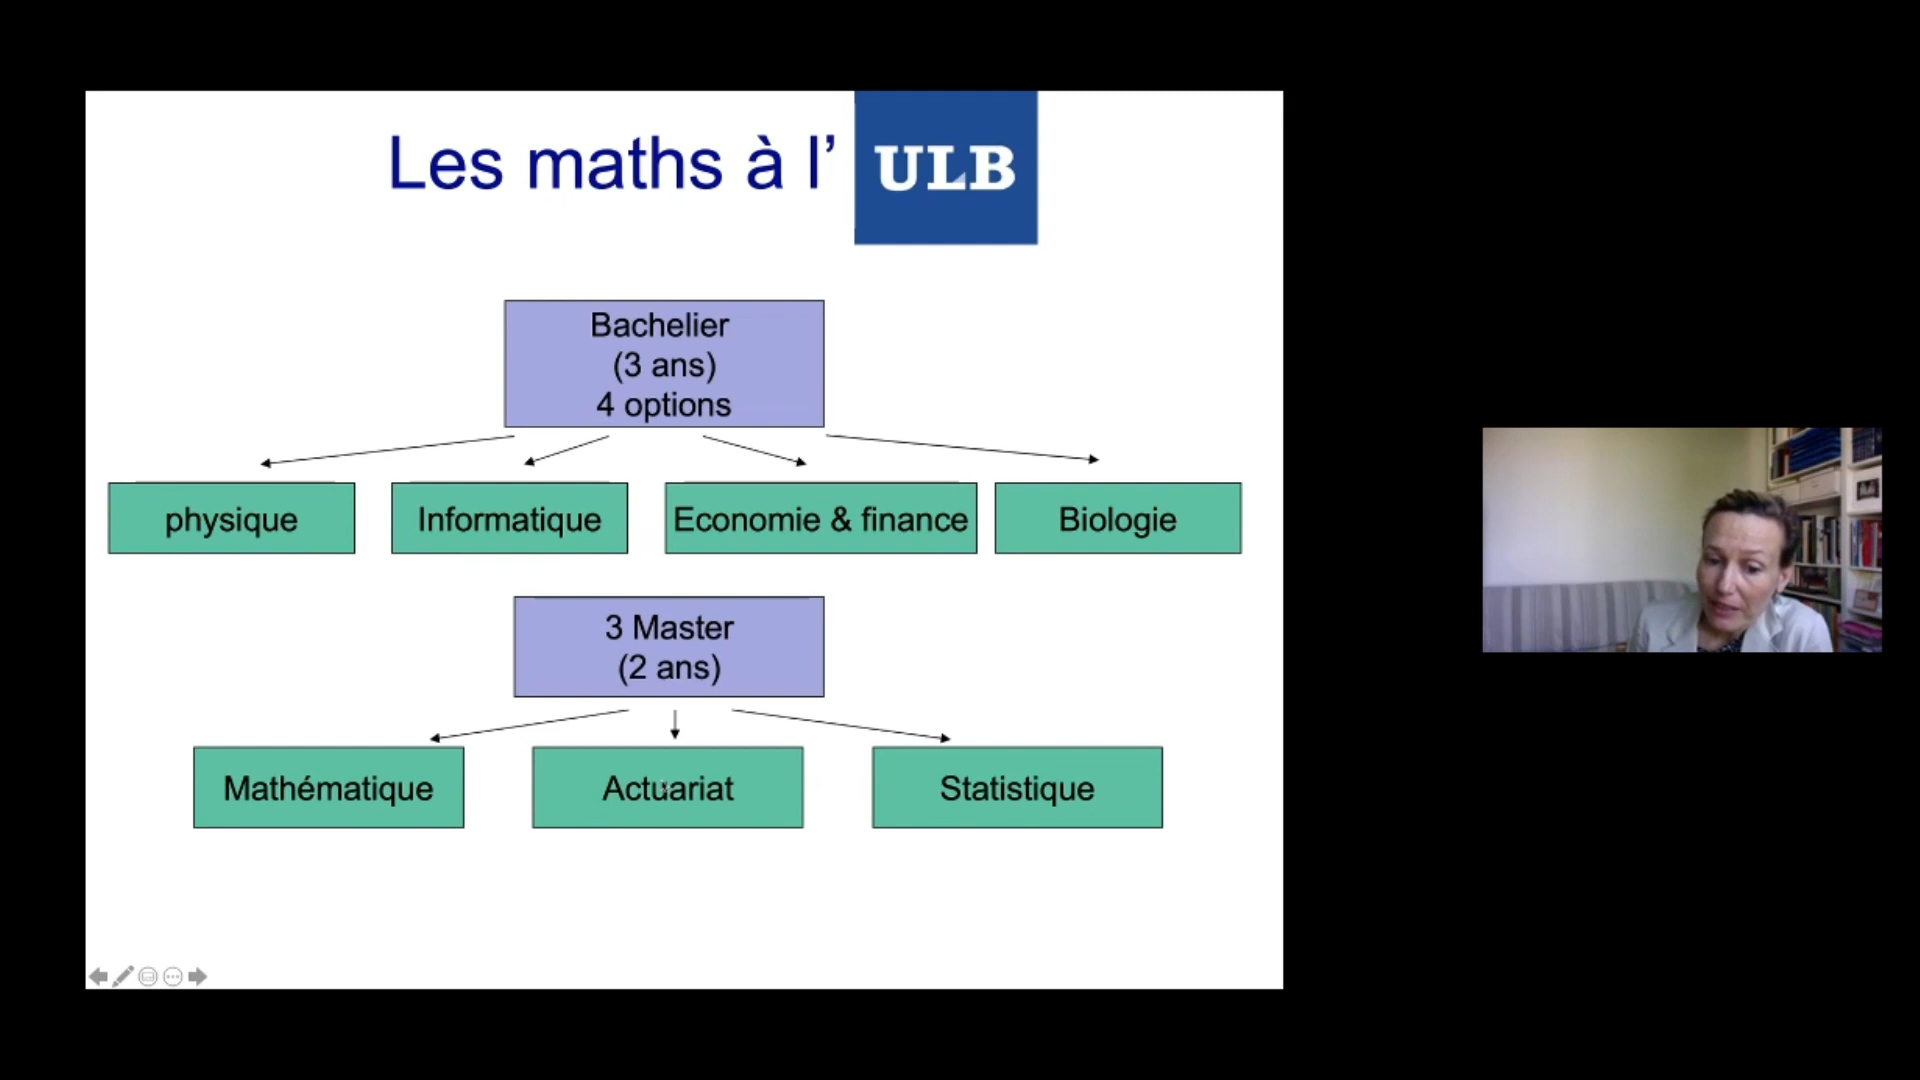 Les maths à l’ ULB
Bachelier
(3 ans)
4 options
physique
Informatique
Economie & finance
Biologie
3 Master
(2 ans)
Mathématique
Actuariat
Statistique